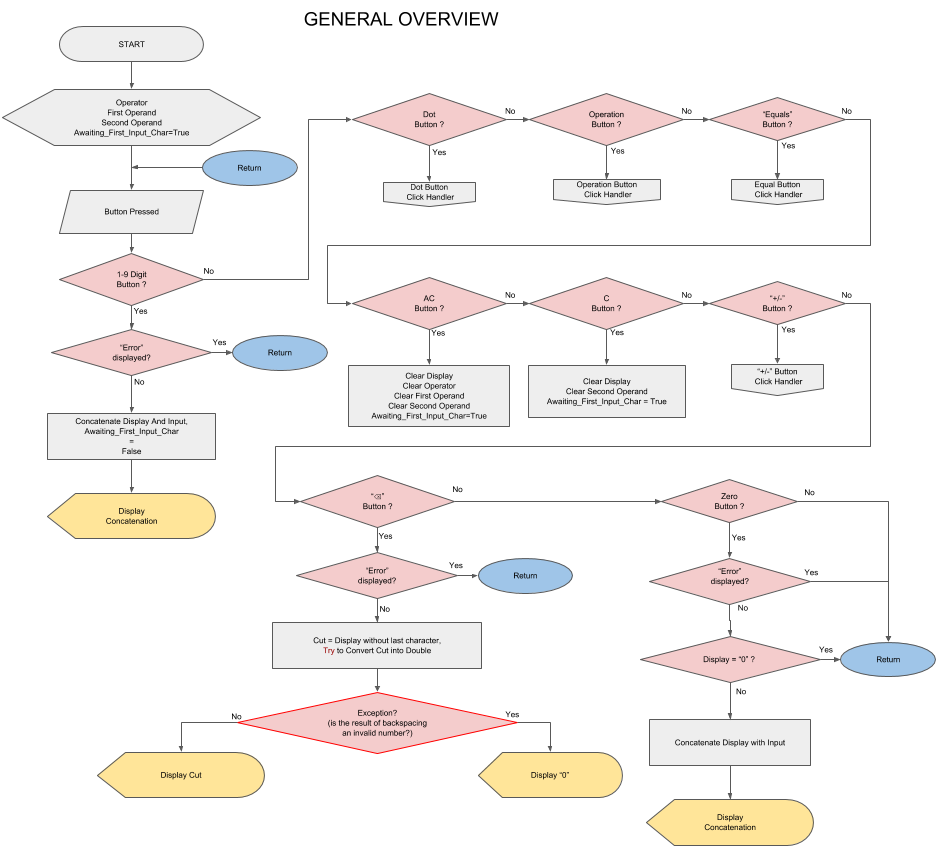 GENERAL OVERVIEW
START
Operator
First Operand
Second Operand
Awaiting_First_Input_Char=True
Return
Button Pressed
1-9 Digit
Button ?
No
Yes
“Error”
displayed?
Yes
Return
No
Concatenate Display And Input,
Awaiting_First_Input_Char
=
False
Display
Concatenation
Dot
Button ?
No
Yes
Dot Button
Click Handler
Operation
Button ?
No
Yes
Operation Button
Click Handler
“Equals”
Button ?
No
Yes
Equal Button
Click Handler
AC
Button ?
No
Yes
Clear Display
Clear Operator
Clear First Operand
Clear Second Operand
Awaiting_First_Input_Char=True
C
Button ?
No
Yes
Clear Display
Clear Second Operand
Awaiting_First_Input_Char = True
“+/-”
Button ?
No
Yes
“+/-” Button
Click Handler
“⌫”
Button ?
No
Yes
“Error”
displayed?
Yes
Return
No
Cut = Display without last character,
Try to Convert Cut into Double
Exception?
(is the result of backspacing
an invalid number?)
No
Yes
Display Cut
Display “0”
Zero
Button ?
No
Yes
“Error”
displayed?
Yes
No
Display = “0” ?
Yes
Return
No
Concatenate Display with Input
Display
Concatenation